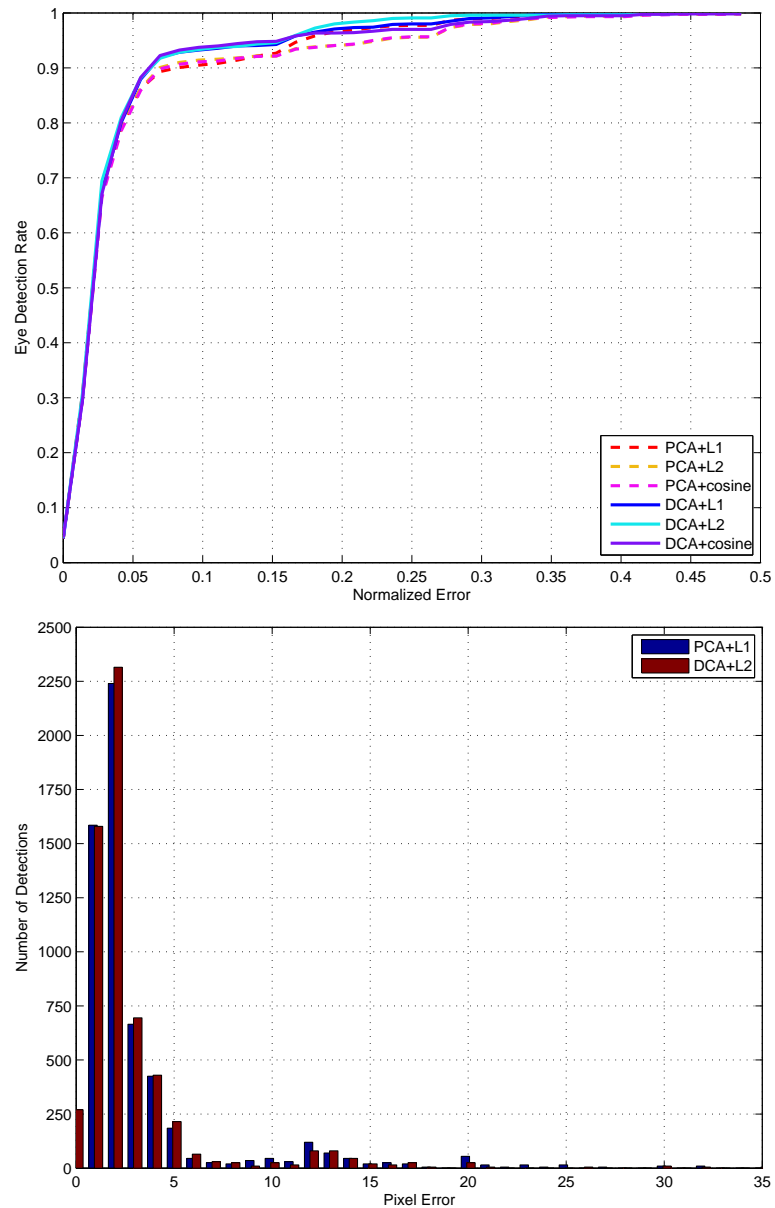 1
0.9
0.8
0.7
0.6
0.5
0.4
0.3
0.2
0.1
0
Eye Detection Rate
0 0.05 0.1 0.15 0.2 0.25 0.3 0.35 0.4 0.45 0.5
Normalized Error
PCA+L1
PCA+L2
PCA+cosine
DCA+L1
DCA+L2
DCA+cosine
2500
2250
2000
1750
1500
1250
1000
750
500
250
0
Number of Detections
0 5 10 15 20 25 30 35
Pixel Error
PCA+L1
DCA+L2